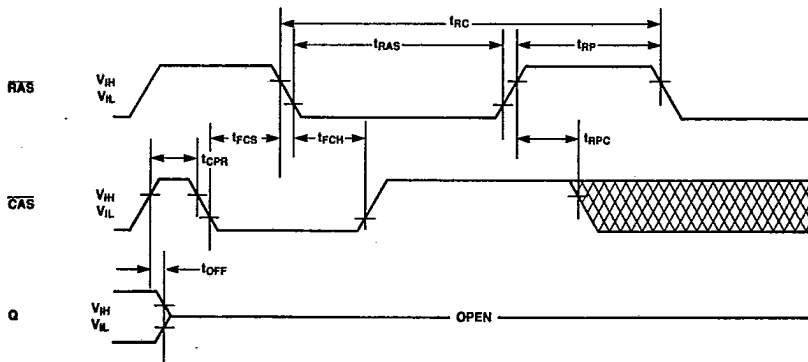 tRC
tRAS
tRP
RAS
VIH
VIL
tFCS
tFCH
tRPC
tCPR
CAS
VIH
VIL
tOFF
Q
VIH
VIL
OPEN